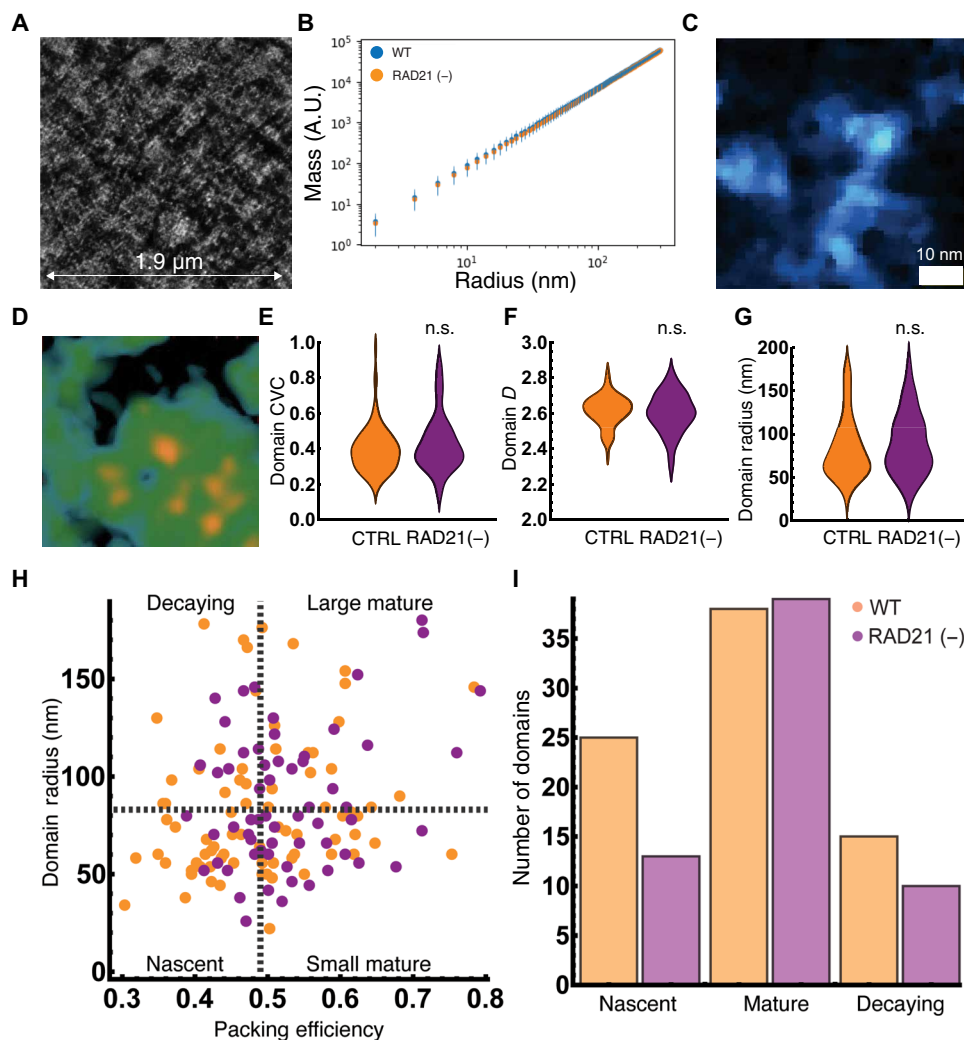 A
1.9 µm
B
WT
RAD21 (−)
Mass (A.U.)
10⁵
10⁴
10³
10²
10¹
10⁰
10¹
10²
Radius (nm)
C
10 nm
D
E
n.s.
Domain CVC
1.0
0.8
0.6
0.4
0.2
0.0
CTRL RAD21(−)
F
n.s.
Domain D
3.0
2.8
2.6
2.4
2.2
2.0
CTRL RAD21(−)
G
n.s.
Domain radius (nm)
200
150
100
50
0
CTRL RAD21(−)
H
Decaying
Large mature
Domain radius (nm)
150
100
50
0
Nascent
Small mature
0.3 0.4 0.5 0.6 0.7 0.8
Packing efficiency
I
WT
RAD21 (−)
Number of domains
35
30
25
20
15
10
5
0
Nascent Mature Decaying